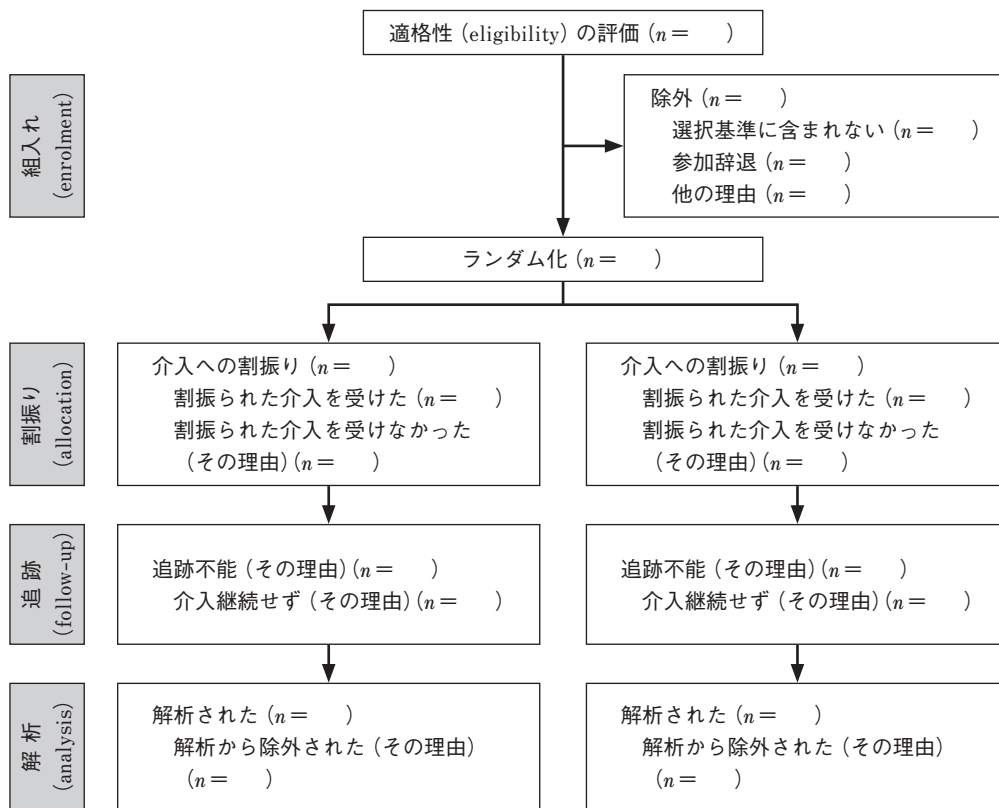 適格性(eligibility)の評価(n=   )
組入れ
(enrolment)
除外(n=   )
選択基準に含まれない(n=   )
参加辞退(n=   )
他の理由(n=   )
ランダム化(n=   )
割振り
(allocation)
介入への割振り(n=   )
割振られた介入を受けた(n=   )
割振られた介入を受けなかった
(その理由)(n=   )
介入への割振り(n=   )
割振られた介入を受けた(n=   )
割振られた介入を受けなかった
(その理由)(n=   )
追 跡
(follow-up)
追跡不能(その理由)(n=   )
介入継続せず(その理由)(n=   )
追跡不能(その理由)(n=   )
介入継続せず(その理由)(n=   )
解 析
(analysis)
解析された(n=   )
解析から除外された(その理由)
(n=   )
解析された(n=   )
解析から除外された(その理由)
(n=   )